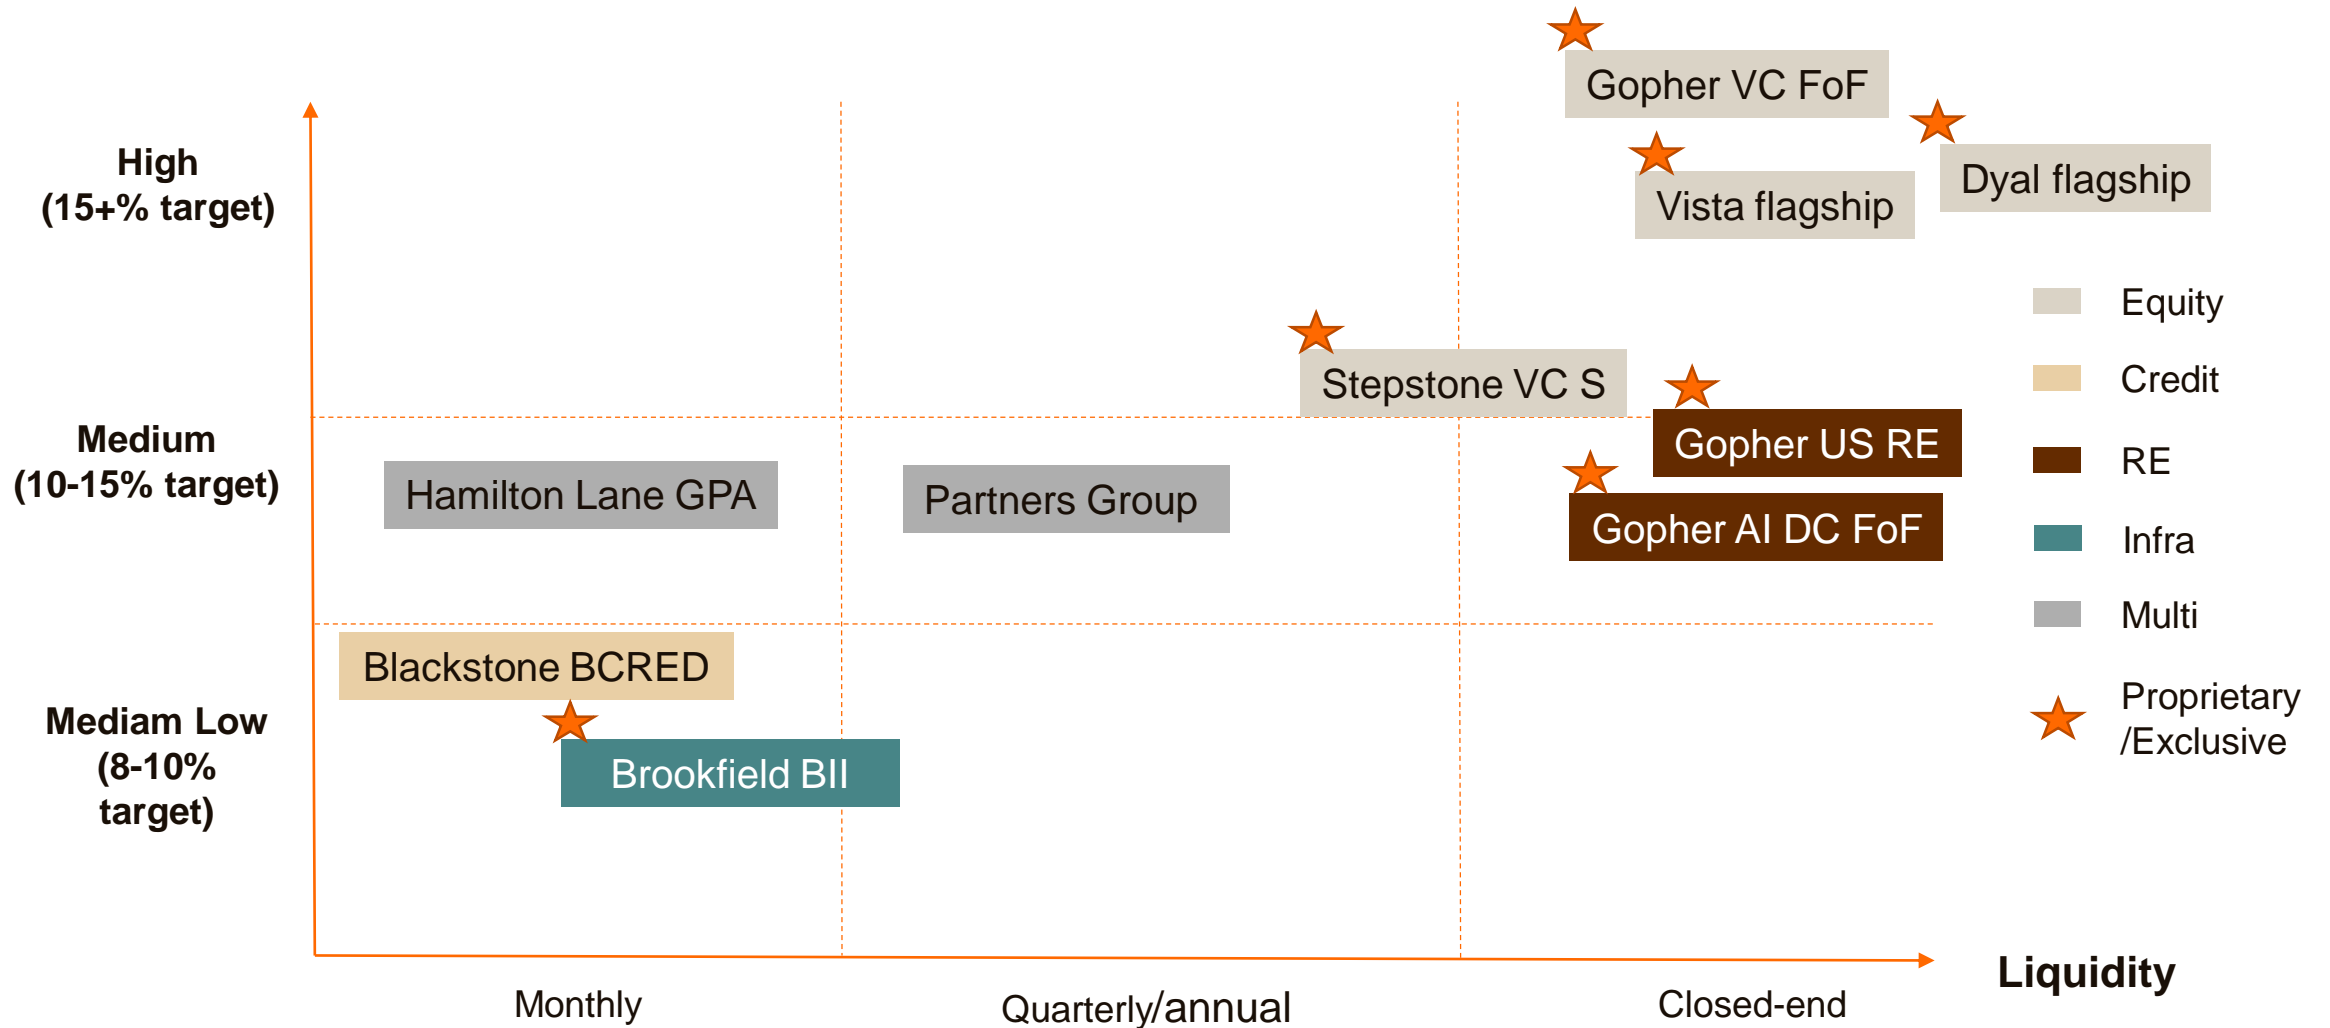 Gopher VC FoF
High
(15+% target)
Dyal flagship
Vista flagship
Equity
Stepstone VC S
Credit
Medium
(10-15% target)
Gopher US RE
RE
Hamilton Lane GPA
Partners Group
Gopher AI DC FoF
Infra
Multi
Blackstone BCRED
Mediam Low
(8-10%
target)
Proprietary
/Exclusive
Brookfield BII
Liquidity
Monthly
Quarterly/annual
Closed-end